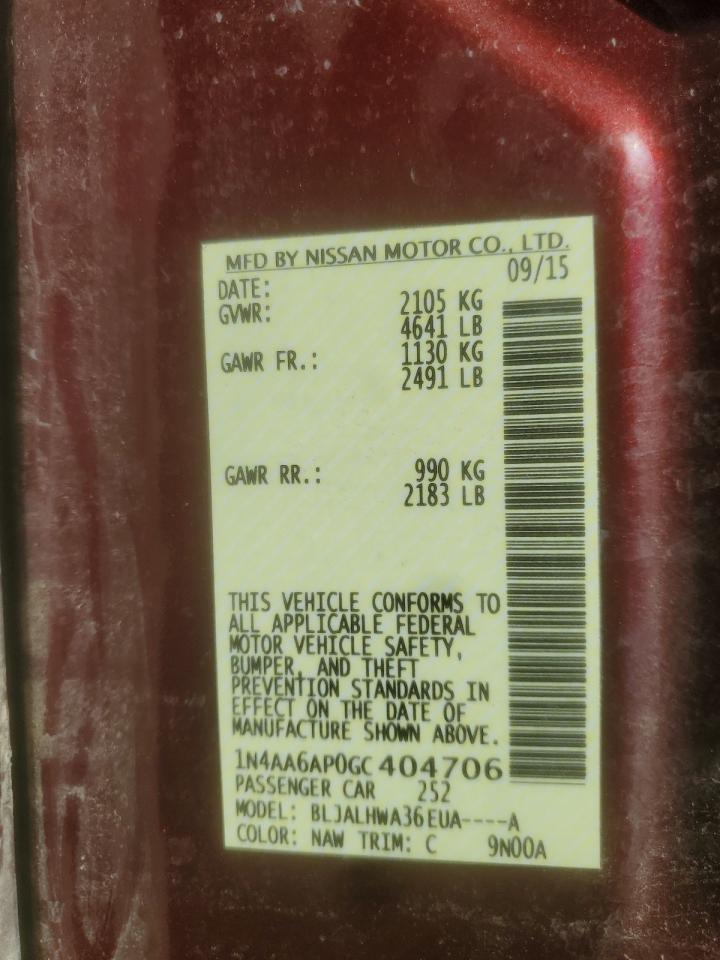 MFD BY NISSAN MOTOR CO., LTD.
DATE: 09/15
GVWR: 2105 KG
4641 LB
GAWR FR.: 1130 KG
2491 LB
GAWR RR.: 990 KG
2183 LB
THIS VEHICLE CONFORMS TO
ALL APPLICABLE FEDERAL
MOTOR VEHICLE SAFETY,
BUMPER, AND THEFT
PREVENTION STANDARDS IN
EFFECT ON THE DATE OF
MANUFACTURE SHOWN ABOVE.
1N4AA6AP0GC 404706
PASSENGER CAR 252
MODEL: BLJALHWA36EUA----A
COLOR: NAW TRIM: C 9N00A